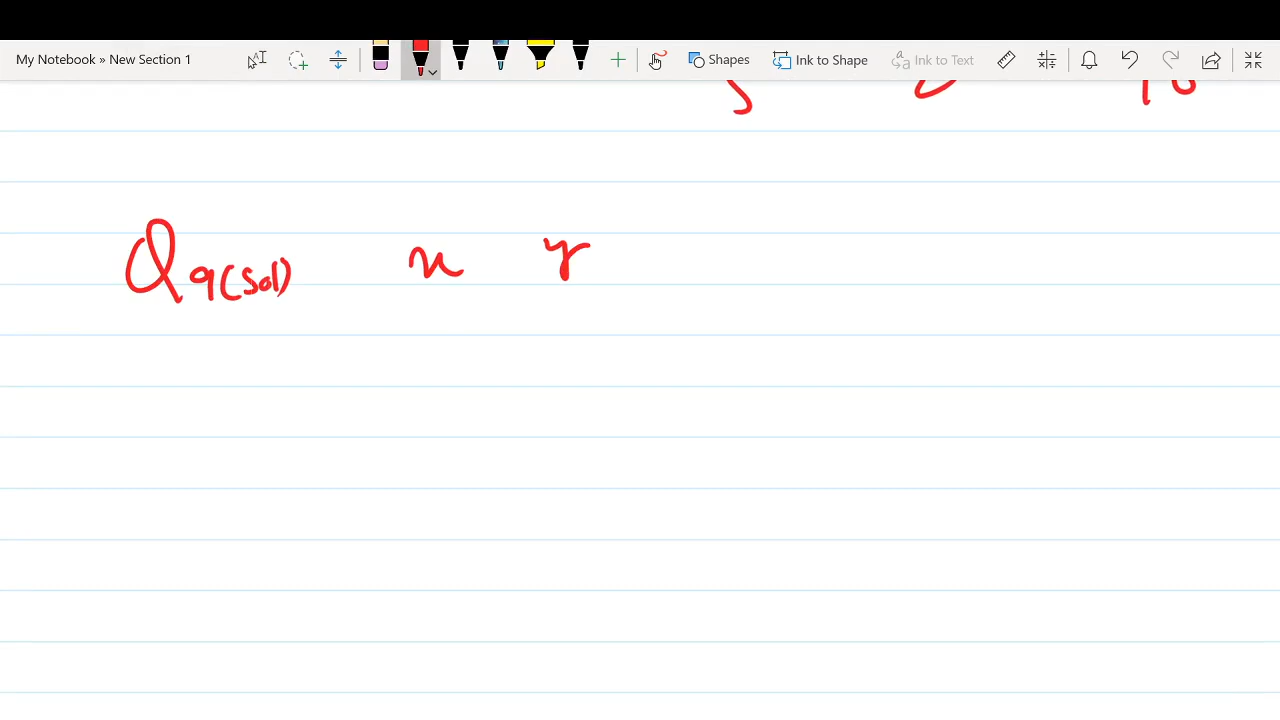 My Notebook » New Section 1 Shapes Ink to Shape Ink to Text
Q9(Sol) x y